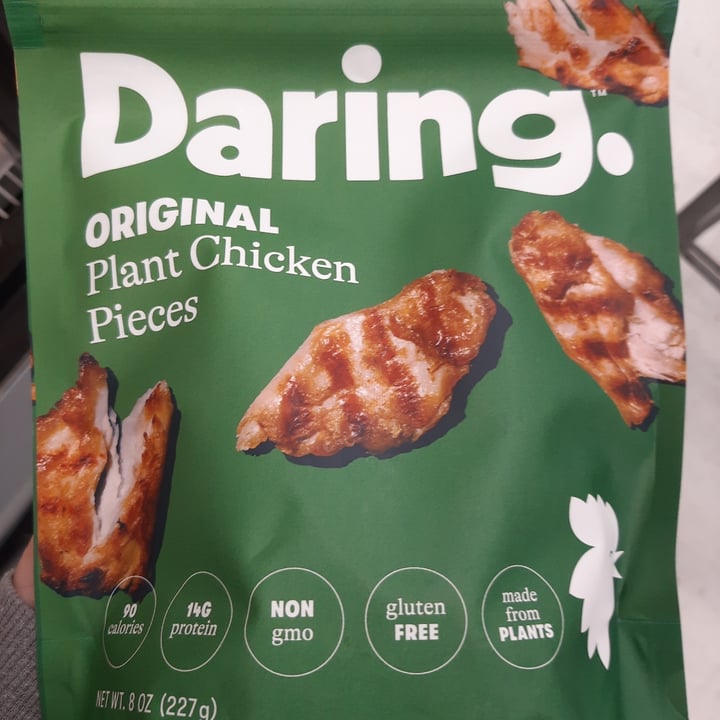 Daring.™
ORIGINAL
Plant Chicken
Pieces
90
calories
14G
protein
NON
gmo
gluten
FREE
made
from
PLANTS
NET WT. 8 OZ (227g)